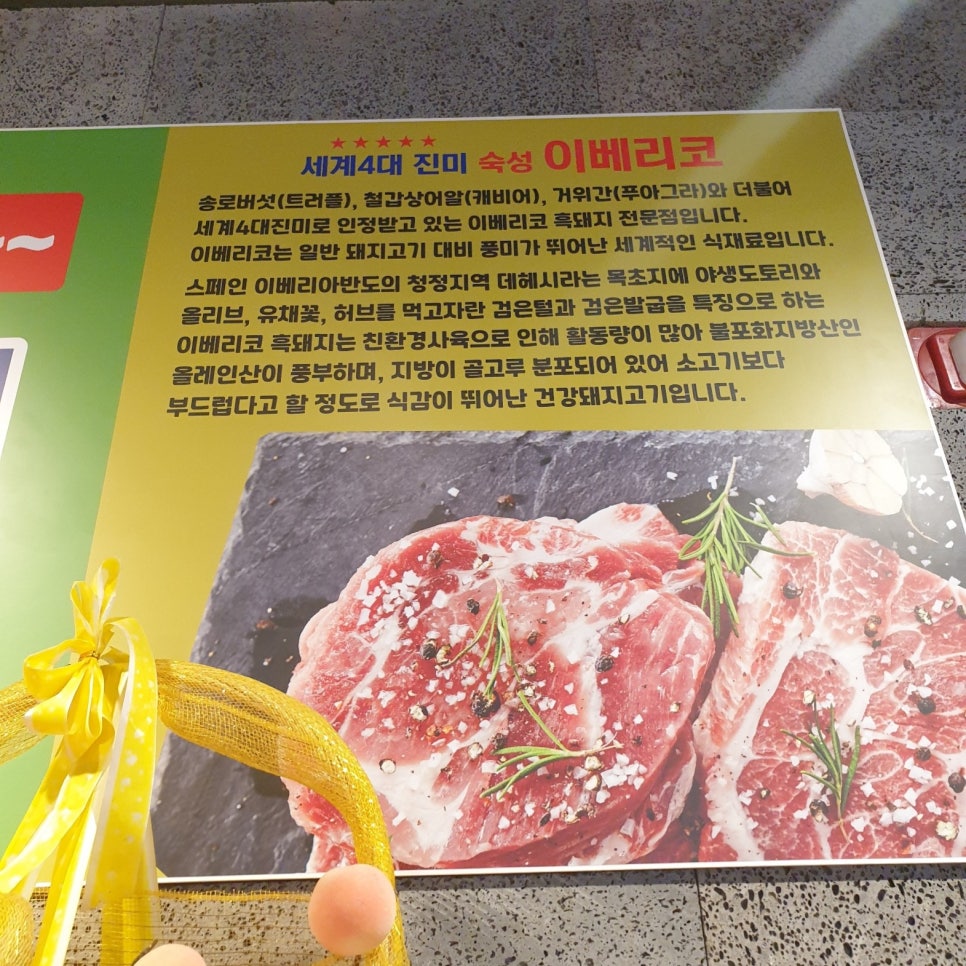 ★★★★★
세계4대 진미 숙성 이베리코
송로버섯(트러플), 철갑상어알(캐비어), 거위간(푸아그라)와 더불어
세계4대진미로 인정받고 있는 이베리코 흑돼지 전문점입니다.
이베리코는 일반 돼지고기 대비 풍미가 뛰어난 세계적인 식재료입니다.
스페인 이베리아반도의 청정지역 데헤시라는 목초지에 야생도토리와
올리브, 유채꽃, 허브를 먹고자란 검은털과 검은발급을 특징으로 하는
이베리코 흑돼지는 친환경사육으로 인해 활동량이 많아 불포화지방산인
올레인산이 풍부하며, 지방이 골고루 분포되어 있어 소고기보다
부드럽다고 할 정도로 식감이 뛰어난 건강돼지고기입니다.